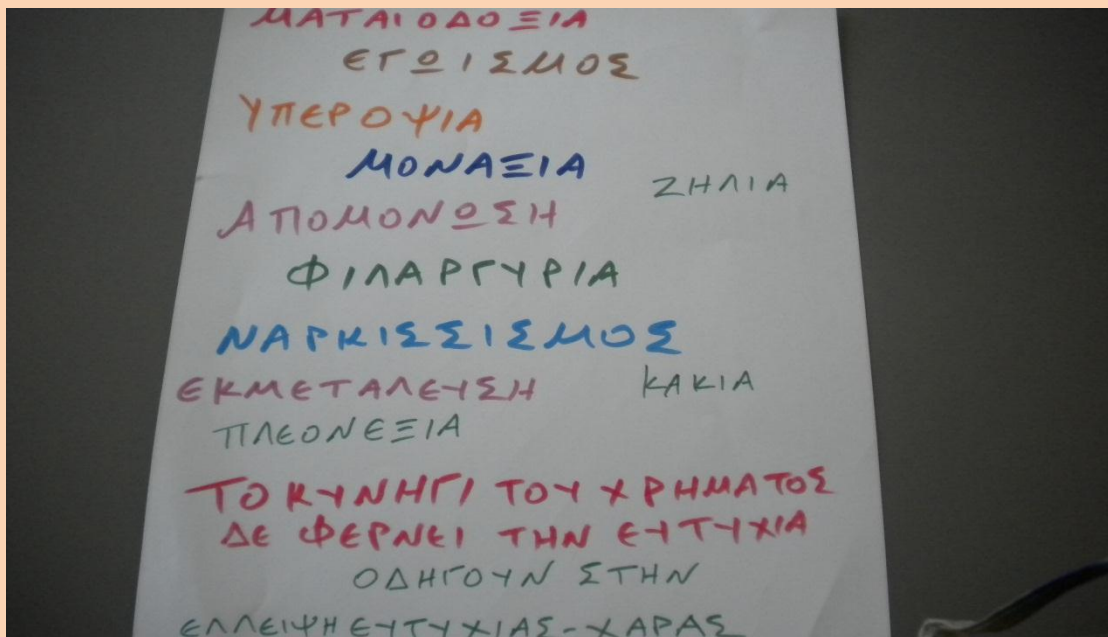 ΜΑΤΑΙΟΔΟΞΙΑ
ΕΓΩΙΣΜΟΣ
ΥΠΕΡΟΨΙΑ
ΜΟΝΑΞΙΑ
ΖΗΛΙΑ
ΑΠΟΜΟΝΩΣΗ
ΦΙΛΑΡΓΥΡΙΑ
ΝΑΡΚΙΣΣΙΣΜΟΣ
ΕΚΜΕΤΑΛΕΥΣΗ
ΚΑΚΙΑ
ΠΛΕΟΝΕΞΙΑ
ΤΟ ΚΥΝΗΓΙ ΤΟΥ ΧΡΗΜΑΤΟΣ
ΔΕ ΦΕΡΝΕΙ ΤΗΝ ΕΥΤΥΧΙΑ
ΟΔΗΓΟΥΝ ΣΤΗΝ
ΕΛΛΕΙΨΗ ΕΥΤΥΧΙΑΣ-ΧΑΡΑΣ